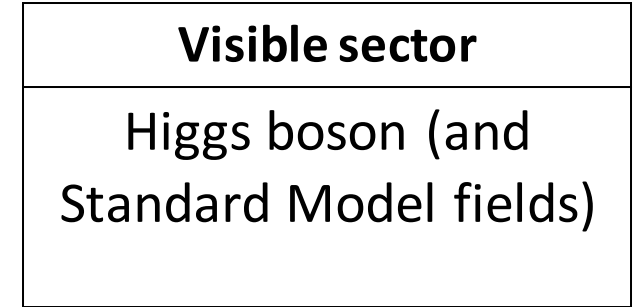 Visible sector
Higgs boson (and
Standard Model fields)